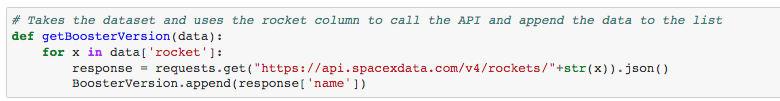 # Takes the dataset and uses the rocket column to call the API and append the data to the list
def getBoosterVersion(data):
    for x in data['rocket']:
        response = requests.get("https://api.spacexdata.com/v4/rockets/"+str(x)).json()
        BoosterVersion.append(response['name'])